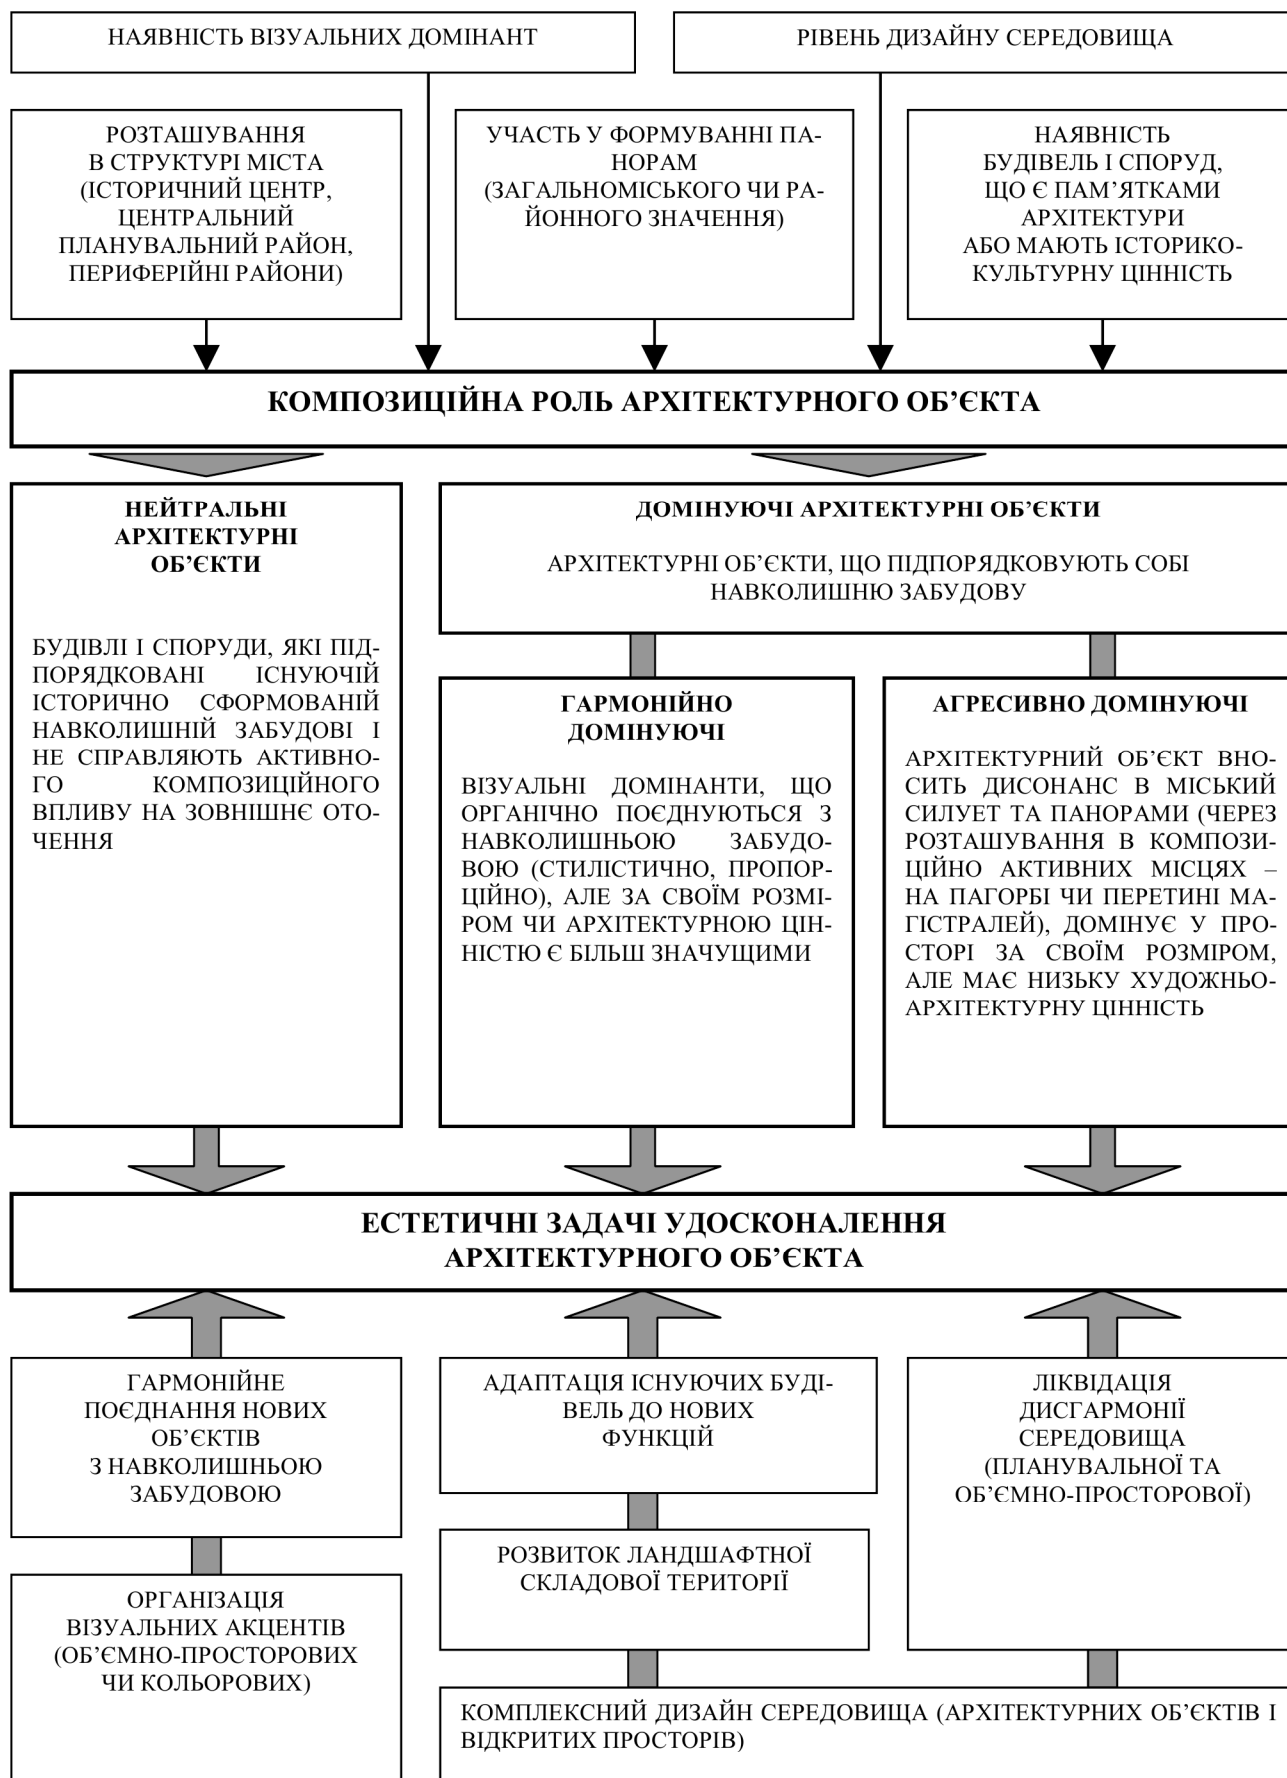 НАЯВНІСТЬ ВІЗУАЛЬНИХ ДОМІНАНТ
РІВЕНЬ ДИЗАЙНУ СЕРЕДОВИЩА
РОЗТАШУВАННЯ
В СТРУКТУРІ МІСТА
(ІСТОРИЧНИЙ ЦЕНТР,
ЦЕНТРАЛЬНИЙ
ПЛАНУВАЛЬНИЙ РАЙОН,
ПЕРИФЕРІЙНІ РАЙОНИ)
УЧАСТЬ У ФОРМУВАННІ ПА-
НОРАМ
(ЗАГАЛЬНОМІСЬКОГО ЧИ РА-
ЙОННОГО ЗНАЧЕННЯ)
НАЯВНІСТЬ
БУДІВЕЛЬ І СПОРУД,
ЩО Є ПАМ’ЯТКАМИ
АРХІТЕКТУРИ
АБО МАЮТЬ ІСТОРИКО-
КУЛЬТУРНУ ЦІННІСТЬ
КОМПОЗИЦІЙНА РОЛЬ АРХІТЕКТУРНОГО ОБ’ЄКТА
НЕЙТРАЛЬНІ
АРХІТЕКТУРНІ
ОБ’ЄКТИ
БУДІВЛІ І СПОРУДИ, ЯКІ ПІД-
ПОРЯДКОВАНІ ІСНУЮЧІЙ
ІСТОРИЧНО СФОРМОВАНІЙ
НАВКОЛИШНІЙ ЗАБУДОВІ І
НЕ СПРАВЛЯЮТЬ АКТИВНО-
ГО КОМПОЗИЦІЙНОГО
ВПЛИВУ НА ЗОВНІШНЄ ОТО-
ЧЕННЯ
ДОМІНУЮЧІ АРХІТЕКТУРНІ ОБ’ЄКТИ
АРХІТЕКТУРНІ ОБ’ЄКТИ, ЩО ПІДПОРЯДКОВУЮТЬ СОБІ
НАВКОЛИШНЮ ЗАБУДОВУ
ГАРМОНІЙНО
ДОМІНУЮЧІ
ВІЗУАЛЬНІ ДОМІНАНТИ, ЩО
ОРГАНІЧНО ПОЄДНУЮТЬСЯ З
НАВКОЛИШНЬОЮ ЗАБУДО-
ВОЮ (СТИЛІСТИЧНО, ПРОПОР-
ЦІЙНО), АЛЕ ЗА СВОЇМ РОЗМІ-
РОМ ЧИ АРХІТЕКТУРНОЮ ЦІН-
НІСТЮ Є БІЛЬШ ЗНАЧУЩИМИ
АГРЕСИВНО ДОМІНУЮЧІ
АРХІТЕКТУРНИЙ ОБ’ЄКТ ВНО-
СИТЬ ДИСОНАНС В МІСЬКИЙ
СИЛУЕТ ТА ПАНОРАМИ (ЧЕРЕЗ
РОЗТАШУВАННЯ В КОМПОЗИ-
ЦІЙНО АКТИВНИХ МІСЦЯХ –
НА ПАГОРБІ ЧИ ПЕРЕТИНІ МА-
ГІСТРАЛЕЙ), ДОМІНУЄ У ПРО-
СТОРІ ЗА СВОЇМ РОЗМІРОМ,
АЛЕ МАЄ НИЗЬКУ ХУДОЖНЬО-
АРХІТЕКТУРНУ ЦІННІСТЬ
ЕСТЕТИЧНІ ЗАДАЧІ УДОСКОНАЛЕННЯ
АРХІТЕКТУРНОГО ОБ’ЄКТА
ГАРМОНІЙНЕ
ПОЄДНАННЯ НОВИХ
ОБ’ЄКТІВ
З НАВКОЛИШНЬОЮ
ЗАБУДОВОЮ
АДАПТАЦІЯ ІСНУЮЧИХ БУДІ-
ВЕЛЬ ДО НОВИХ
ФУНКЦІЙ
ЛІКВІДАЦІЯ
ДИСГАРМОНІЇ
СЕРЕДОВИЩА
(ПЛАНУВАЛЬНОЇ ТА
ОБ’ЄМНО-ПРОСТОРОВОЇ)
РОЗВИТОК ЛАНДШАФТНОЇ
СКЛАДОВОЇ ТЕРИТОРІЇ
ОРГАНІЗАЦІЯ
ВІЗУАЛЬНИХ АКЦЕНТІВ
(ОБ’ЄМНО-ПРОСТОРОВИХ
ЧИ КОЛЬОРОВИХ)
КОМПЛЕКСНИЙ ДИЗАЙН СЕРЕДОВИЩА (АРХІТЕКТУРНИХ ОБ’ЄКТІВ І
ВІДКРИТИХ ПРОСТОРІВ)